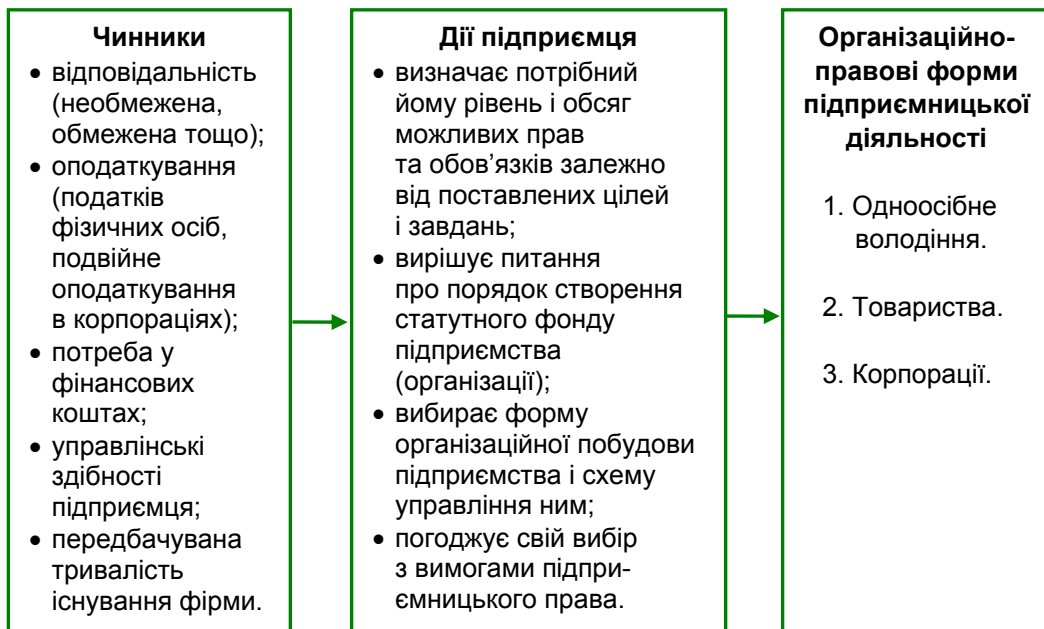 Чинники
• відповідальність
(необмежена,
обмежена тощо);
• оподаткування
(податків
фізичних осіб,
подвійне
оподаткування
в корпораціях);
• потреба у
фінансових
коштах;
• управлінські
здібності
підприємця;
• передбачувана
тривалість
існування фірми.
Дії підприємця
• визначає потрібний
йому рівень і обсяг
можливих прав
та обов’язків залежно
від поставлених цілей
і завдань;
• вирішує питання
про порядок створення
статутного фонду
підприємства
(організації);
• вибирає форму
організаційної побудови
підприємства і схему
управління ним;
• погоджує свій вибір
з вимогами підпри-
ємницького права.
Організаційно-
правові форми
підприємницької
діяльності
1. Одноосібне
володіння.
2. Товариства.
3. Корпорації.